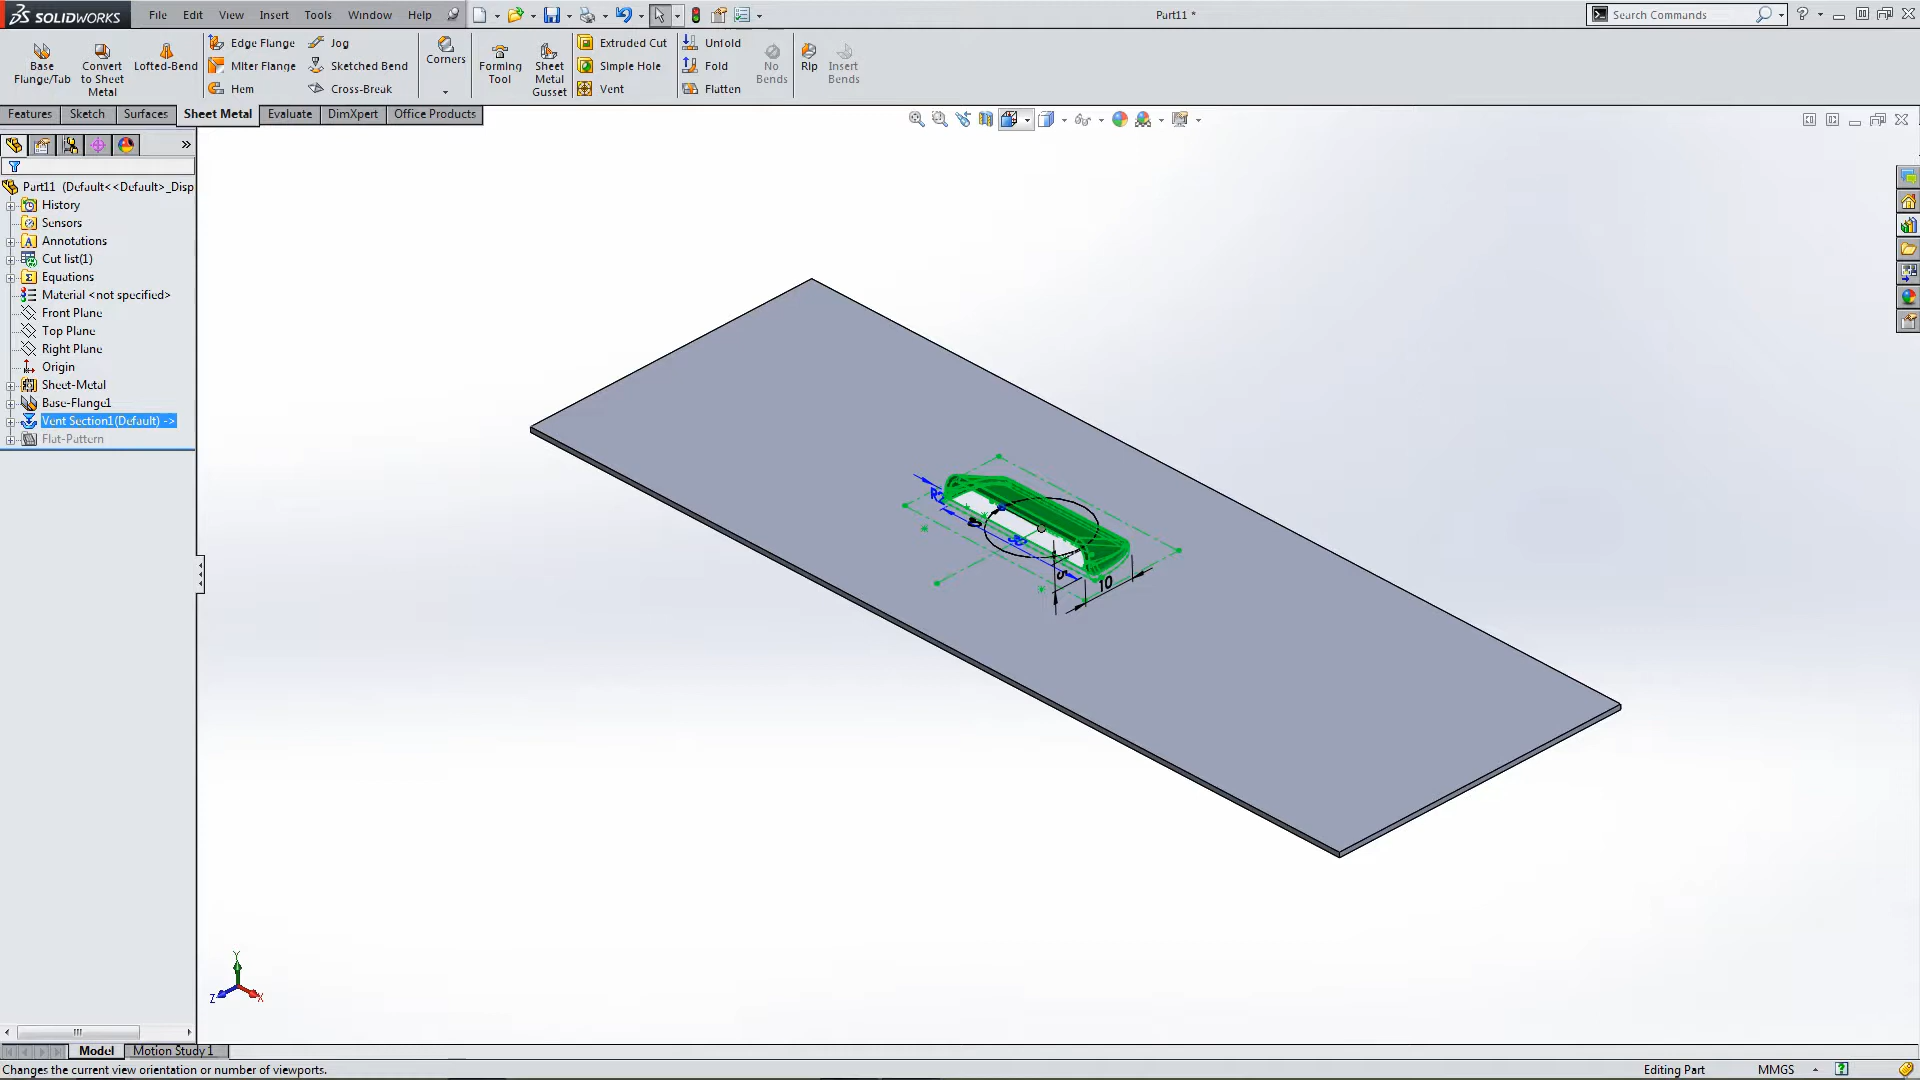 SOLIDWORKS
File Edit View Insert Tools Window Help
Part11 *
Search Commands
Base Flange/Tab
Convert to Sheet Metal
Lofted-Bend
Edge Flange
Miter Flange
Hem
Jog
Sketched Bend
Cross-Break
Corners
Forming Tool
Sheet Metal Gusset
Extruded Cut
Simple Hole
Vent
Unfold
Fold
Flatten
No Bends
Rip
Insert Bends
Features Sketch Surfaces Sheet Metal Evaluate DimXpert Office Products
Part11 (Default<<Default>_Disp
History
Sensors
Annotations
Cut list(1)
Equations
Material <not specified>
Front Plane
Top Plane
Right Plane
Origin
Sheet-Metal
Base-Flange1
Vent Section1(Default) ->
Flat-Pattern
30
5
10
Y
Z
X
Model Motion Study 1
Changes the current view orientation or number of viewports.
Editing Part
MMGS